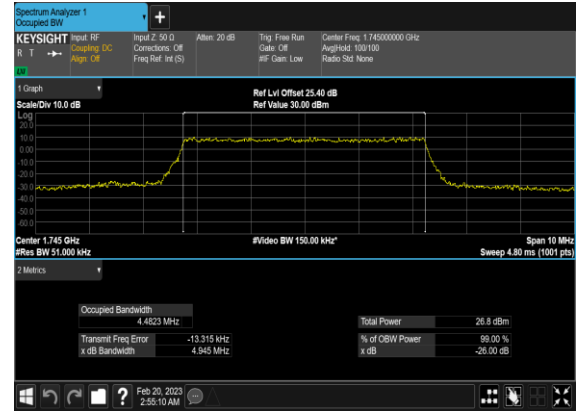 Spectrum Analyzer 1
Occupied BW
+
KEYSIGHT Input: RF Input Z: 50 Ω Atten: 20 dB Trig: Free Run Center Freq: 1.745000000 GHz
R T Coupling: DC Corrections: Off Gate: Off Avg|Hold: 100/100
Align: Off Freq Ref: Int (S) #IF Gain: Low Radio Std: None
LU
1 Graph
Ref Lvl Offset 25.40 dB
Scale/Div 10.0 dB Ref Value 30.00 dBm
Log
20.0
10.0
0.00
-10.0
-20.0
-30.0
-40.0
-50.0
-60.0
Center 1.745 GHz #Video BW 150.00 kHz* Span 10 MHz
#Res BW 51.000 kHz Sweep 4.80 ms (1001 pts)
2 Metrics
Occupied Bandwidth
4.4823 MHz Total Power 26.8 dBm
Transmit Freq Error -13.315 kHz % of OBW Power 99.00 %
x dB Bandwidth 4.945 MHz x dB -26.00 dB
? Feb 20, 2023
2:55:10 AM